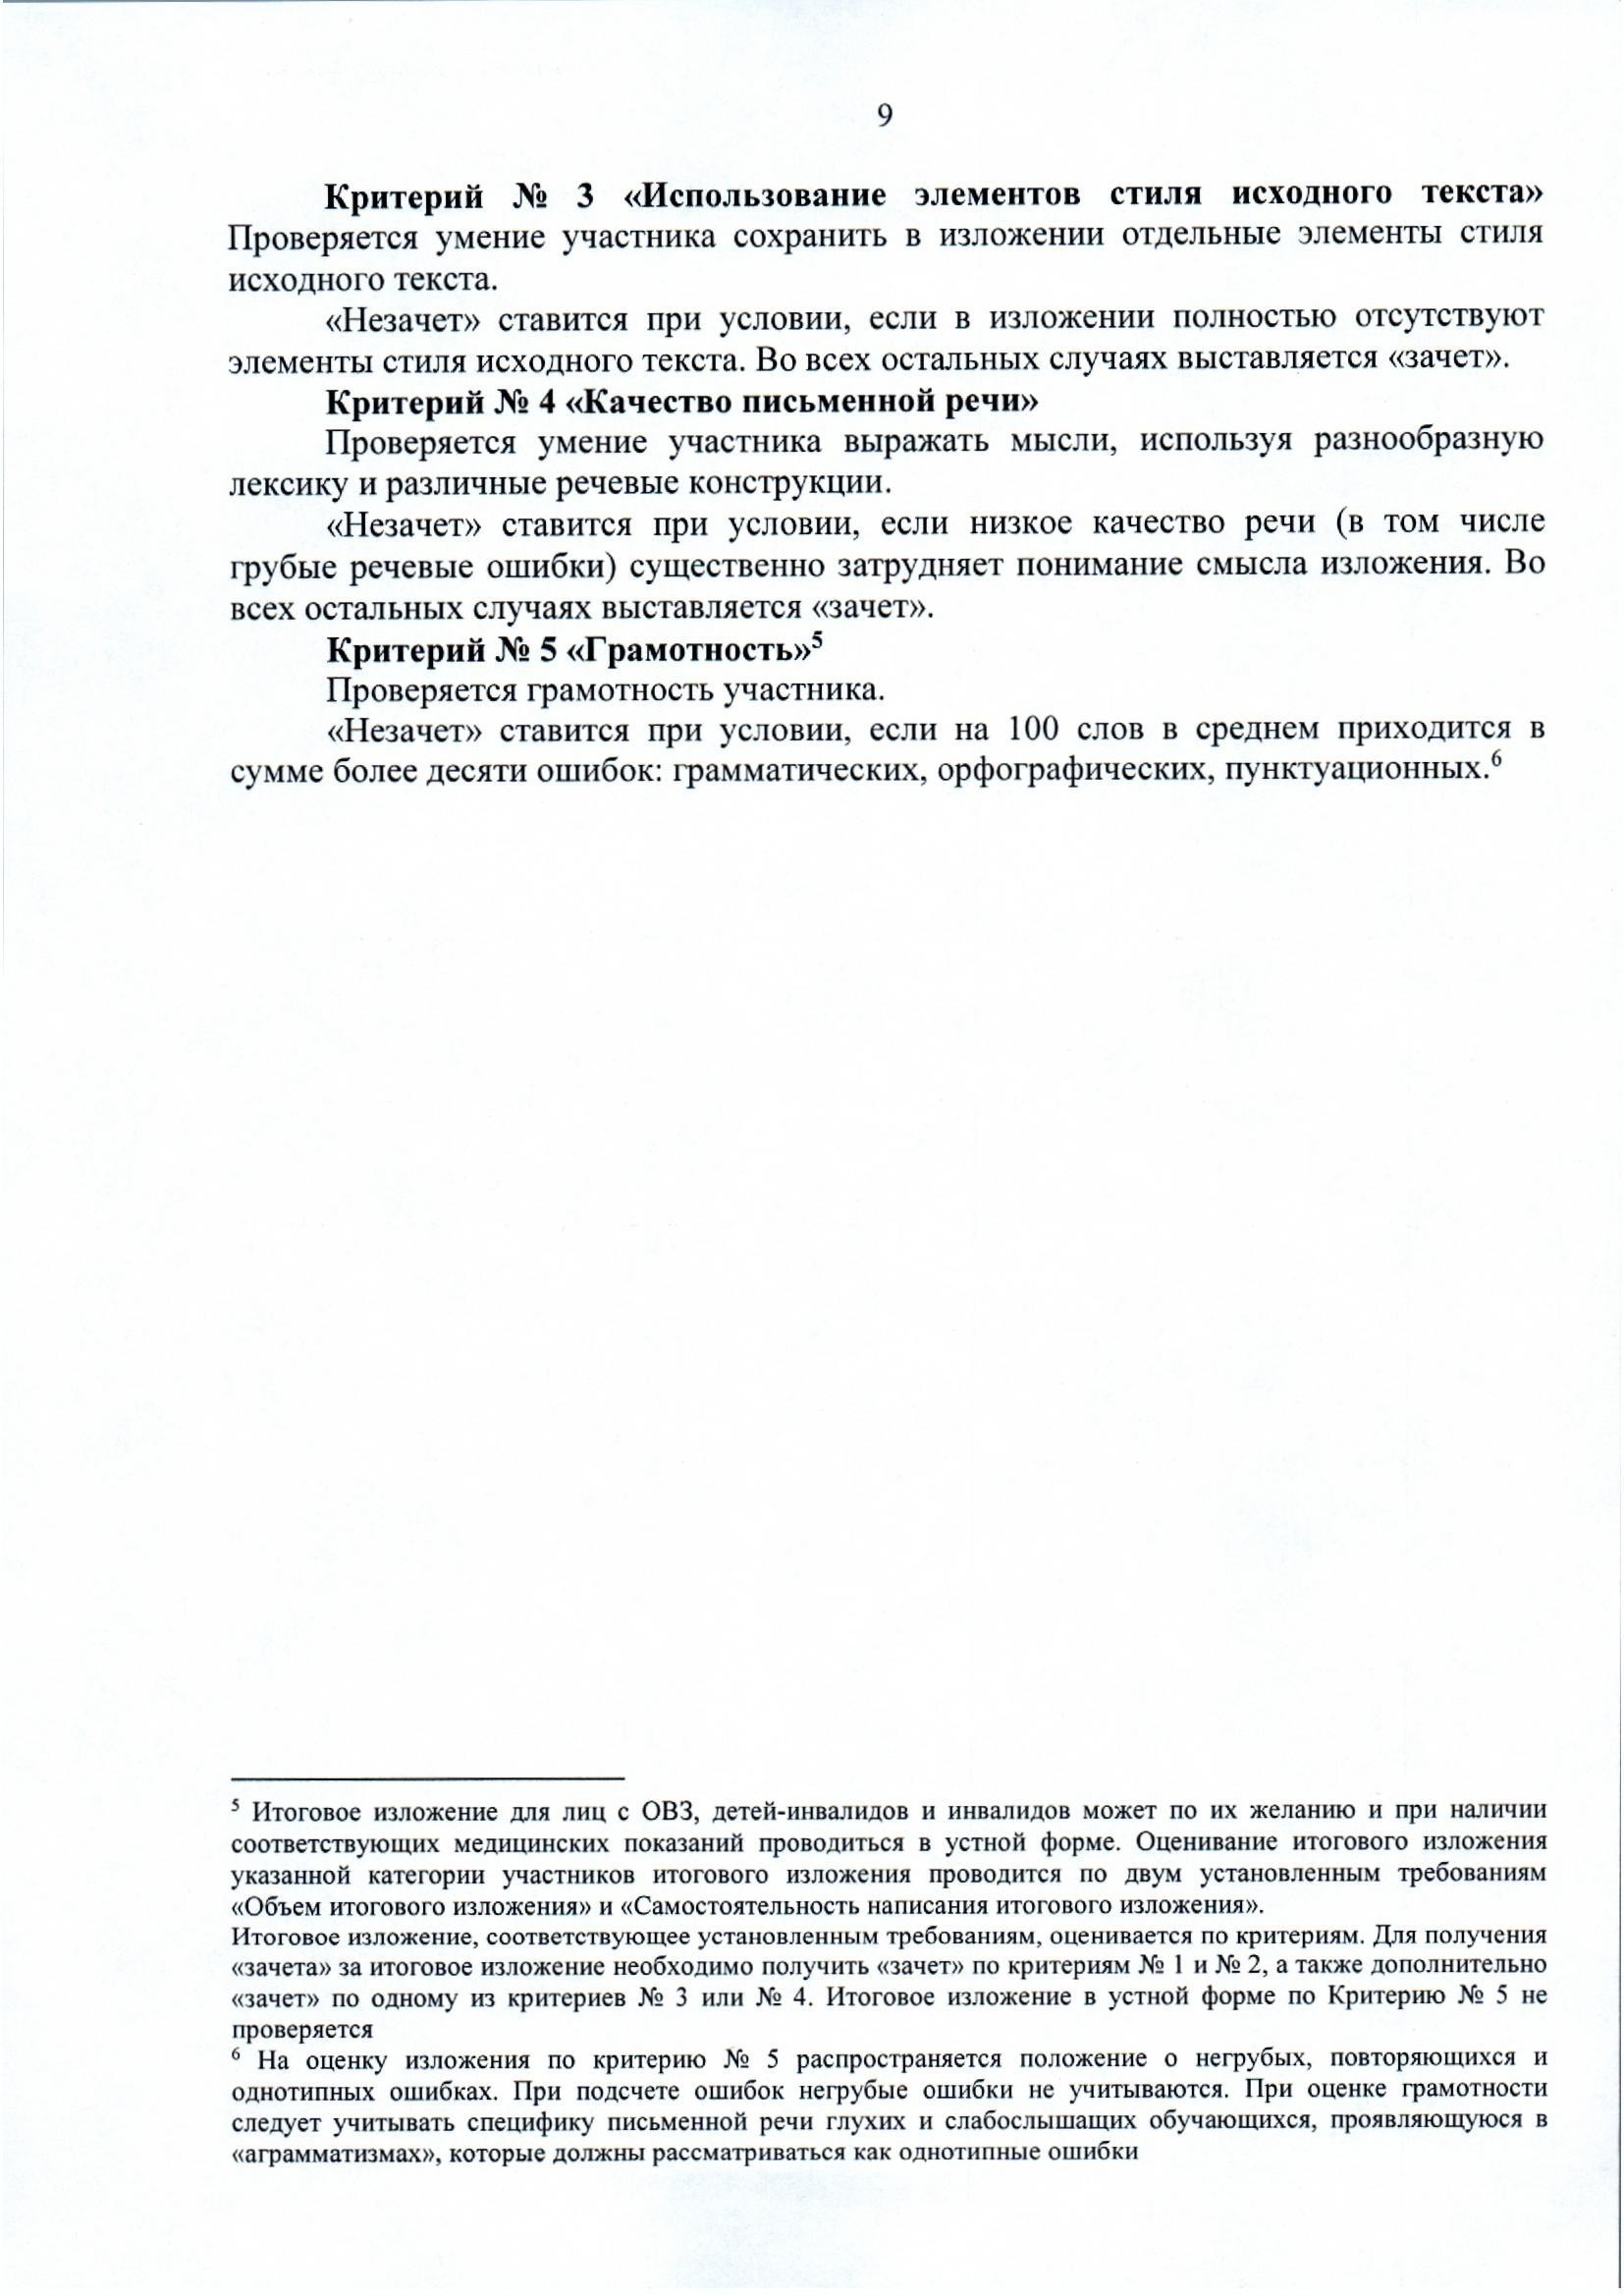 9
Критерий № 3 «Использование элементов стиля исходного текста»
Проверяется умение участника сохранить в изложении отдельные элементы стиля
исходного текста.
«Незачет» ставится при условии, если в изложении полностью отсутствуют
элементы стиля исходного текста. Во всех остальных случаях выставляется «зачет».
Критерий № 4 «Качество письменной речи»
Проверяется умение участника выражать мысли, используя разнообразную
лексику и различные речевые конструкции.
«Незачет» ставится при условии, если низкое качество речи (в том числе
грубые речевые ошибки) существенно затрудняет понимание смысла изложения. Во
всех остальных случаях выставляется «зачет».
Критерий № 5 «Грамотность»⁵
Проверяется грамотность участника.
«Незачет» ставится при условии, если на 100 слов в среднем приходится в
сумме более десяти ошибок: грамматических, орфографических, пунктуационных.⁶
⁵ Итоговое изложение для лиц с ОВЗ, детей-инвалидов и инвалидов может по их желанию и при наличии
соответствующих медицинских показаний проводиться в устной форме. Оценивание итогового изложения
указанной категории участников итогового изложения проводится по двум установленным требованиям
«Объем итогового изложения» и «Самостоятельность написания итогового изложения».
Итоговое изложение, соответствующее установленным требованиям, оценивается по критериям. Для получения
«зачета» за итоговое изложение необходимо получить «зачет» по критериям № 1 и № 2, а также дополнительно
«зачет» по одному из критериев № 3 или № 4. Итоговое изложение в устной форме по Критерию № 5 не
проверяется
⁶ На оценку изложения по критерию № 5 распространяется положение о негрубых, повторяющихся и
однотипных ошибках. При подсчете ошибок негрубые ошибки не учитываются. При оценке грамотности
следует учитывать специфику письменной речи глухих и слабослышащих обучающихся, проявляющуюся в
«аграмматизмах», которые должны рассматриваться как однотипные ошибки